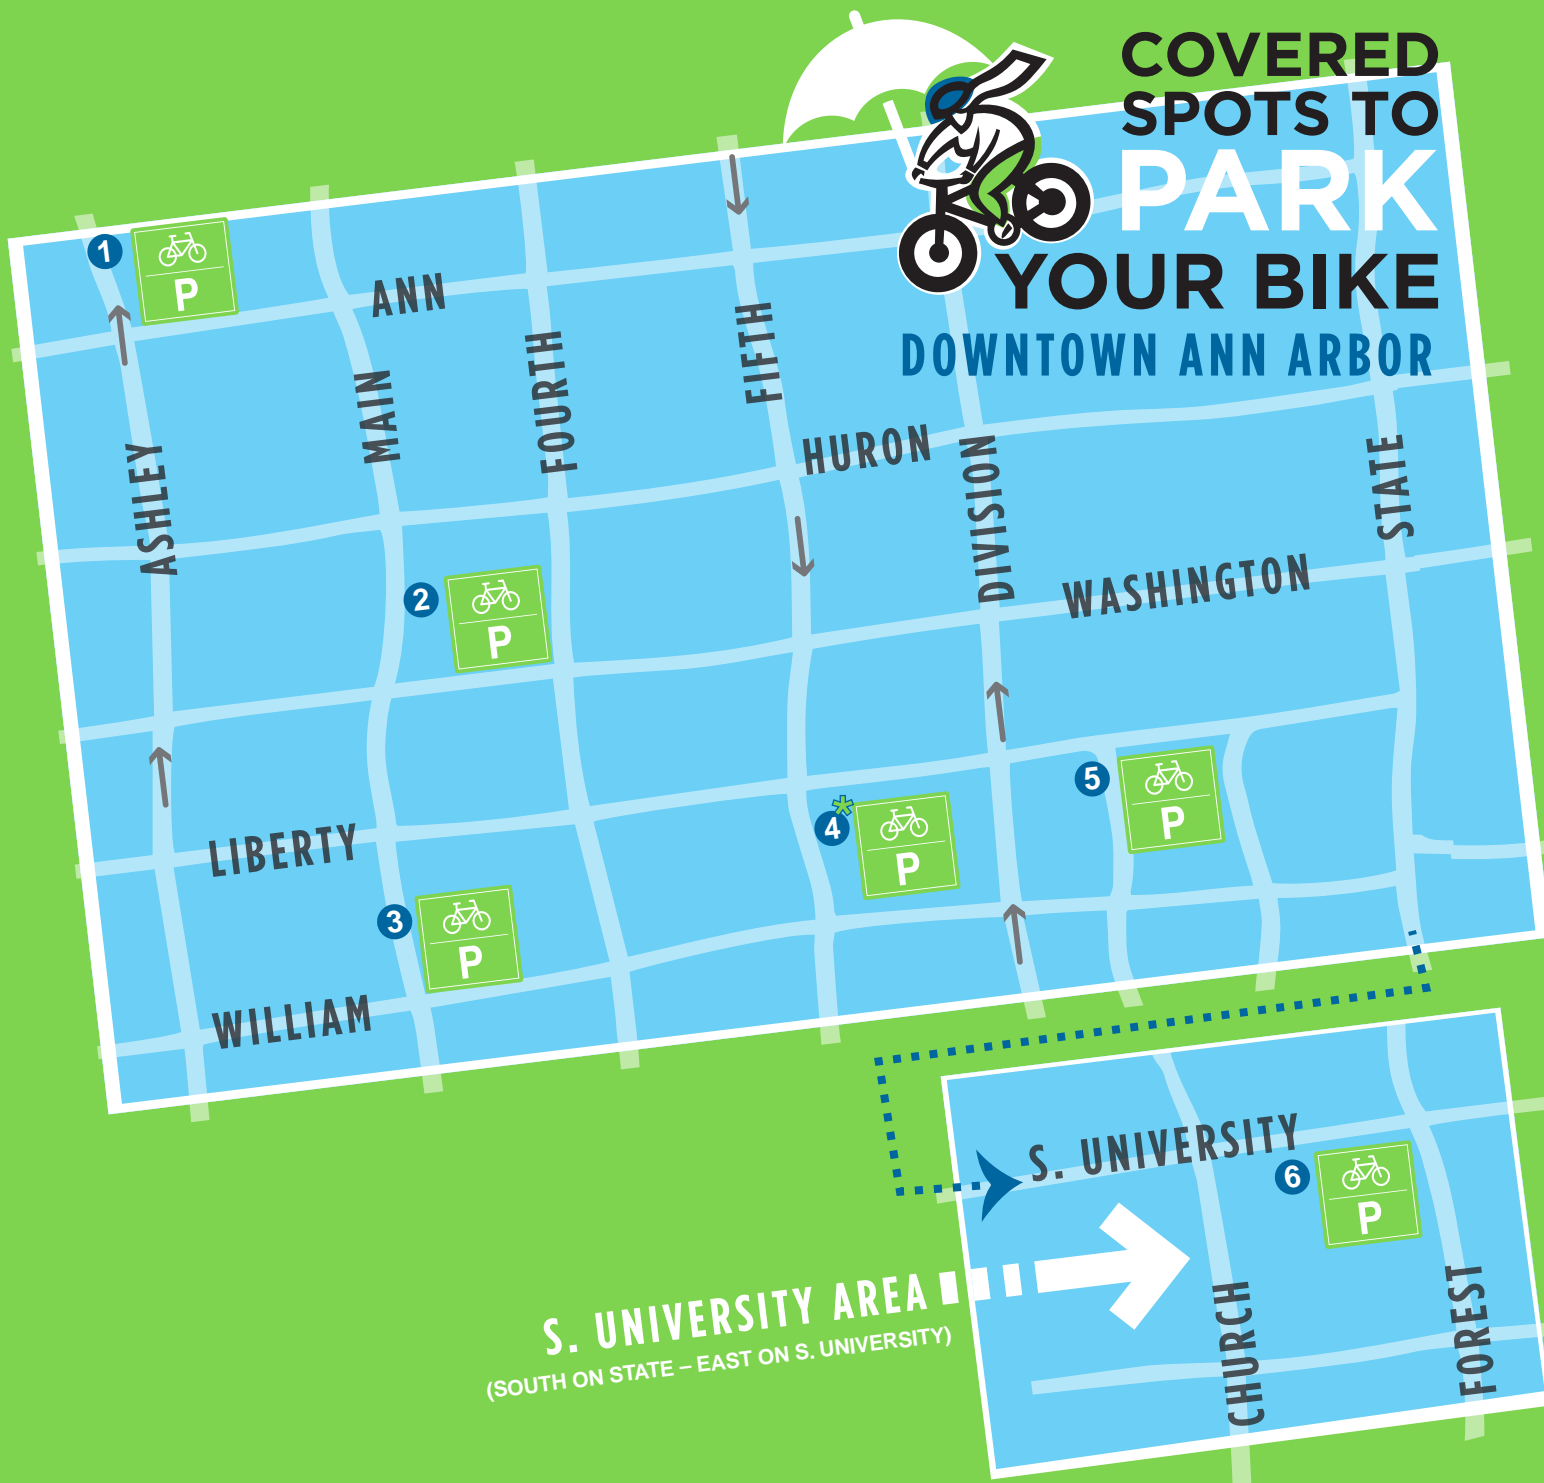 COVERED
SPOTS TO
PARK
YOUR BIKE
DOWNTOWN ANN ARBOR
1
P
ANN
MAIN
FOURTH
FIFTH
HURON
ASHLEY
DIVISION
STATE
WASHINGTON
2
P
5
P
4*
P
LIBERTY
3
P
WILLIAM
S. UNIVERSITY
6
P
S. UNIVERSITY AREA
(SOUTH ON STATE – EAST ON S. UNIVERSITY)
CHURCH
FOREST